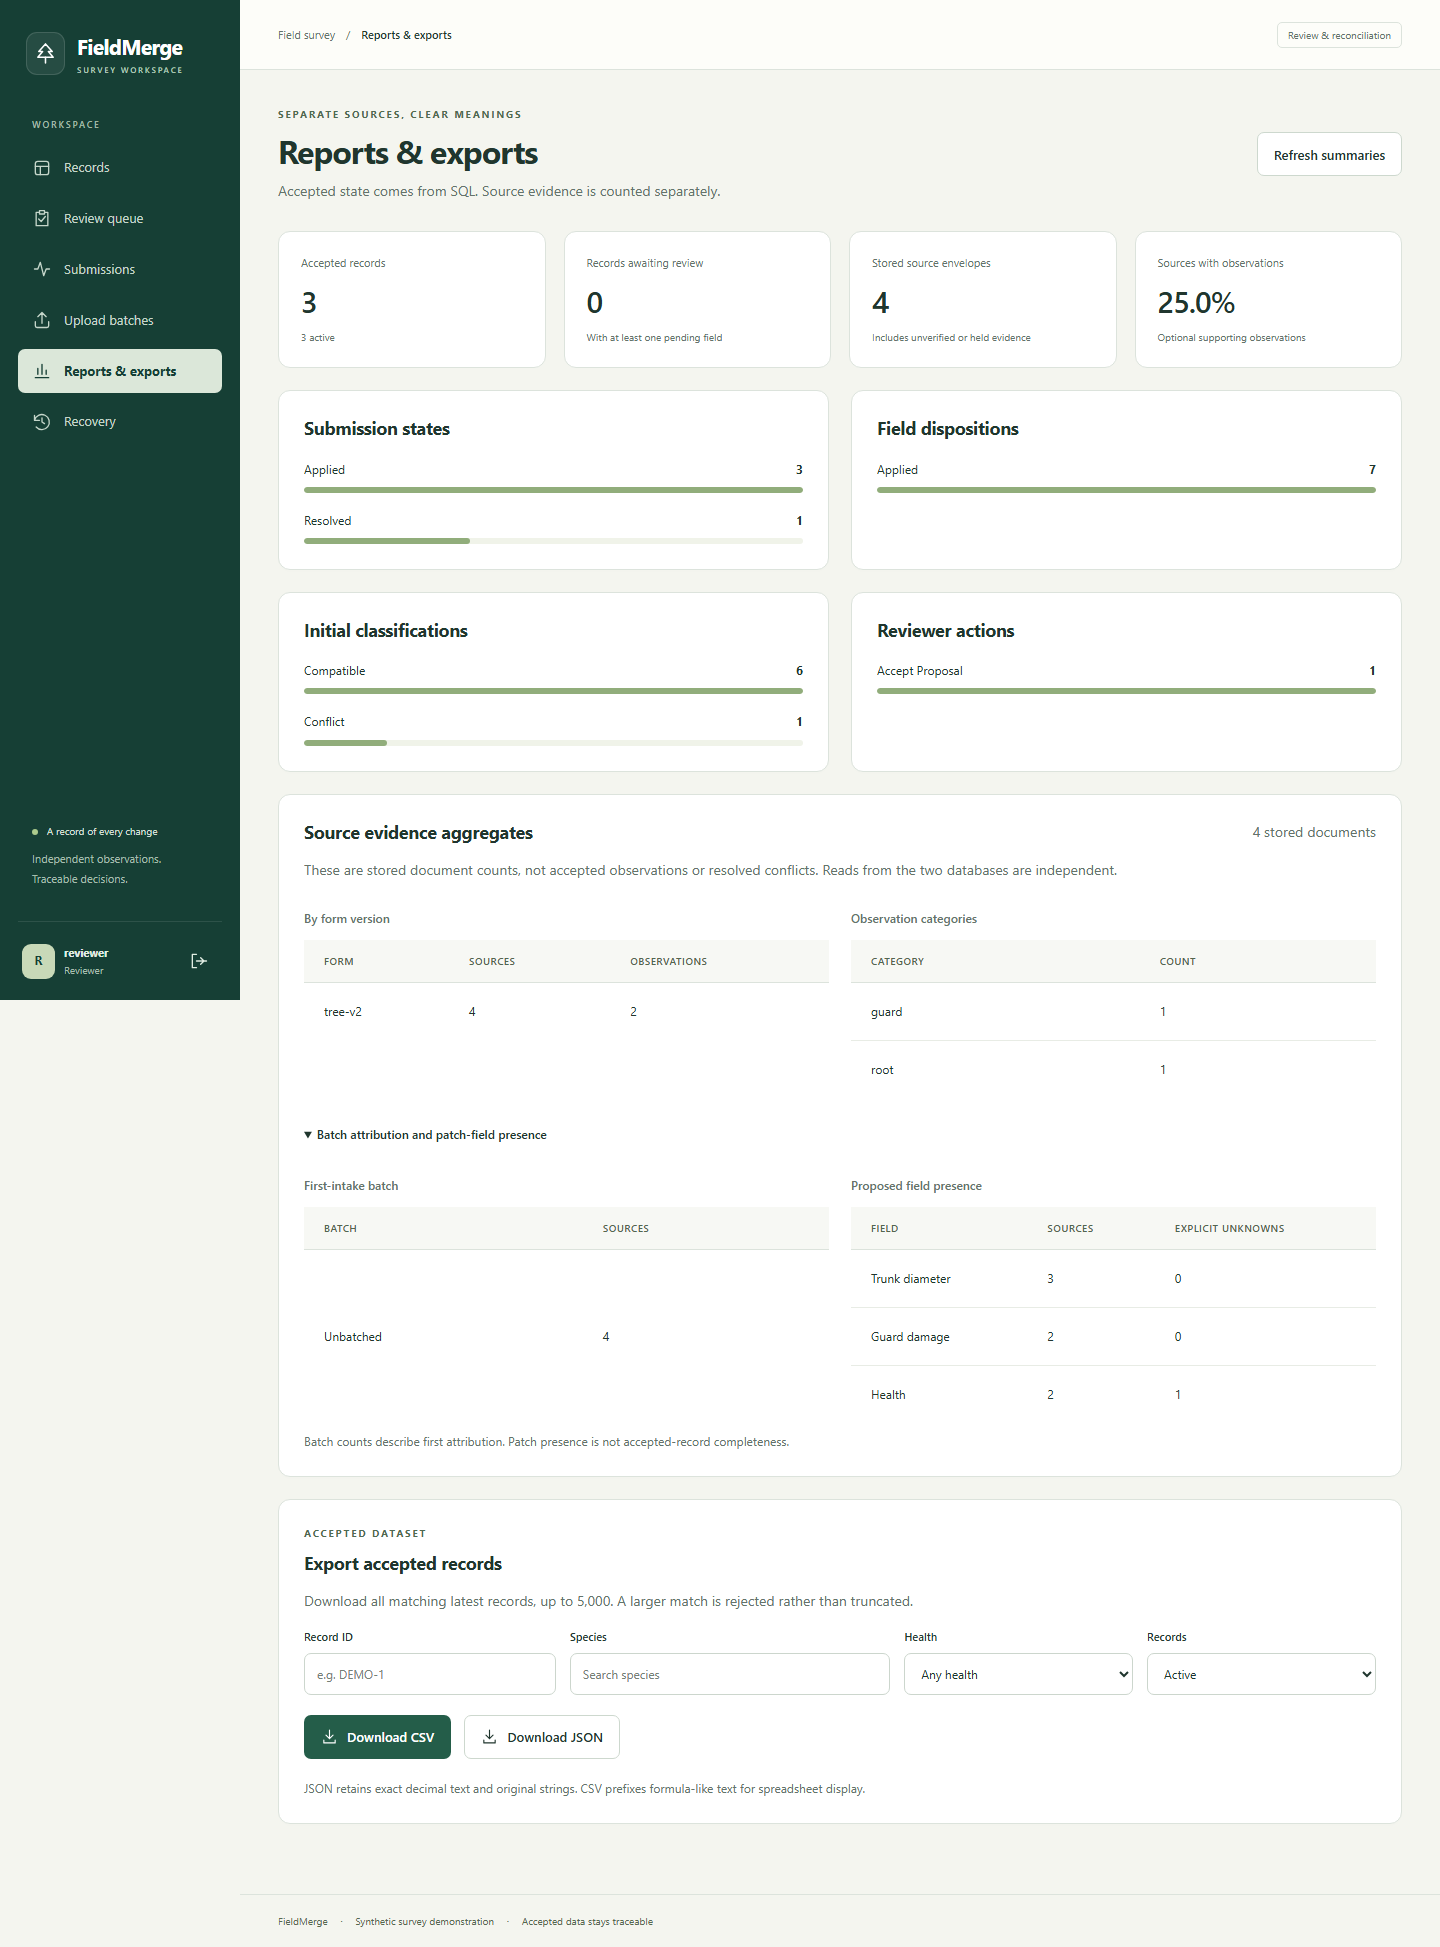 FieldMerge
SURVEY WORKSPACE
WORKSPACE
Records
Review queue
Submissions
Upload batches
Reports & exports
Recovery
A record of every change
Independent observations.
Traceable decisions.
R
reviewer
Reviewer
Field survey / Reports & exports
Review & reconciliation
SEPARATE SOURCES, CLEAR MEANINGS
Reports & exports
Accepted state comes from SQL. Source evidence is counted separately.
Refresh summaries
Accepted records
3
3 active
Records awaiting review
0
With at least one pending field
Stored source envelopes
4
Includes unverified or held evidence
Sources with observations
25.0%
Optional supporting observations
Submission states
Applied 3
Resolved 1
Field dispositions
Applied 7
Initial classifications
Compatible 6
Conflict 1
Reviewer actions
Accept Proposal 1
Source evidence aggregates
4 stored documents
These are stored document counts, not accepted observations or resolved conflicts. Reads from the two databases are independent.
By form version
FORM SOURCES OBSERVATIONS
tree-v2 4 2
Observation categories
CATEGORY COUNT
guard 1
root 1
▼ Batch attribution and patch-field presence
First-intake batch
BATCH SOURCES
Unbatched 4
Proposed field presence
FIELD SOURCES EXPLICIT UNKNOWNS
Trunk diameter 3 0
Guard damage 2 0
Health 2 1
Batch counts describe first attribution. Patch presence is not accepted-record completeness.
ACCEPTED DATASET
Export accepted records
Download all matching latest records, up to 5,000. A larger match is rejected rather than truncated.
Record ID
e.g. DEMO-1
Species
Search species
Health
Any health
Records
Active
Download CSV
Download JSON
JSON retains exact decimal text and original strings. CSV prefixes formula-like text for spreadsheet display.
FieldMerge · Synthetic survey demonstration · Accepted data stays traceable